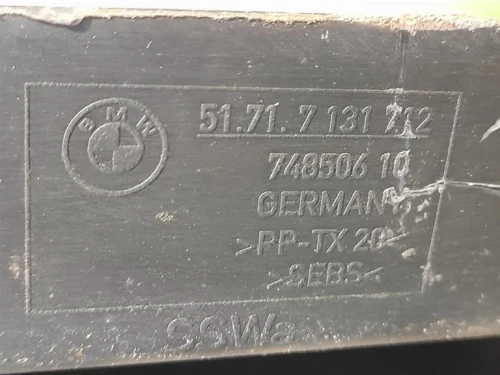 BMW
51.71.7 131 712
748506 10
GERMANY
>PP-TX 20<
>SEBS<